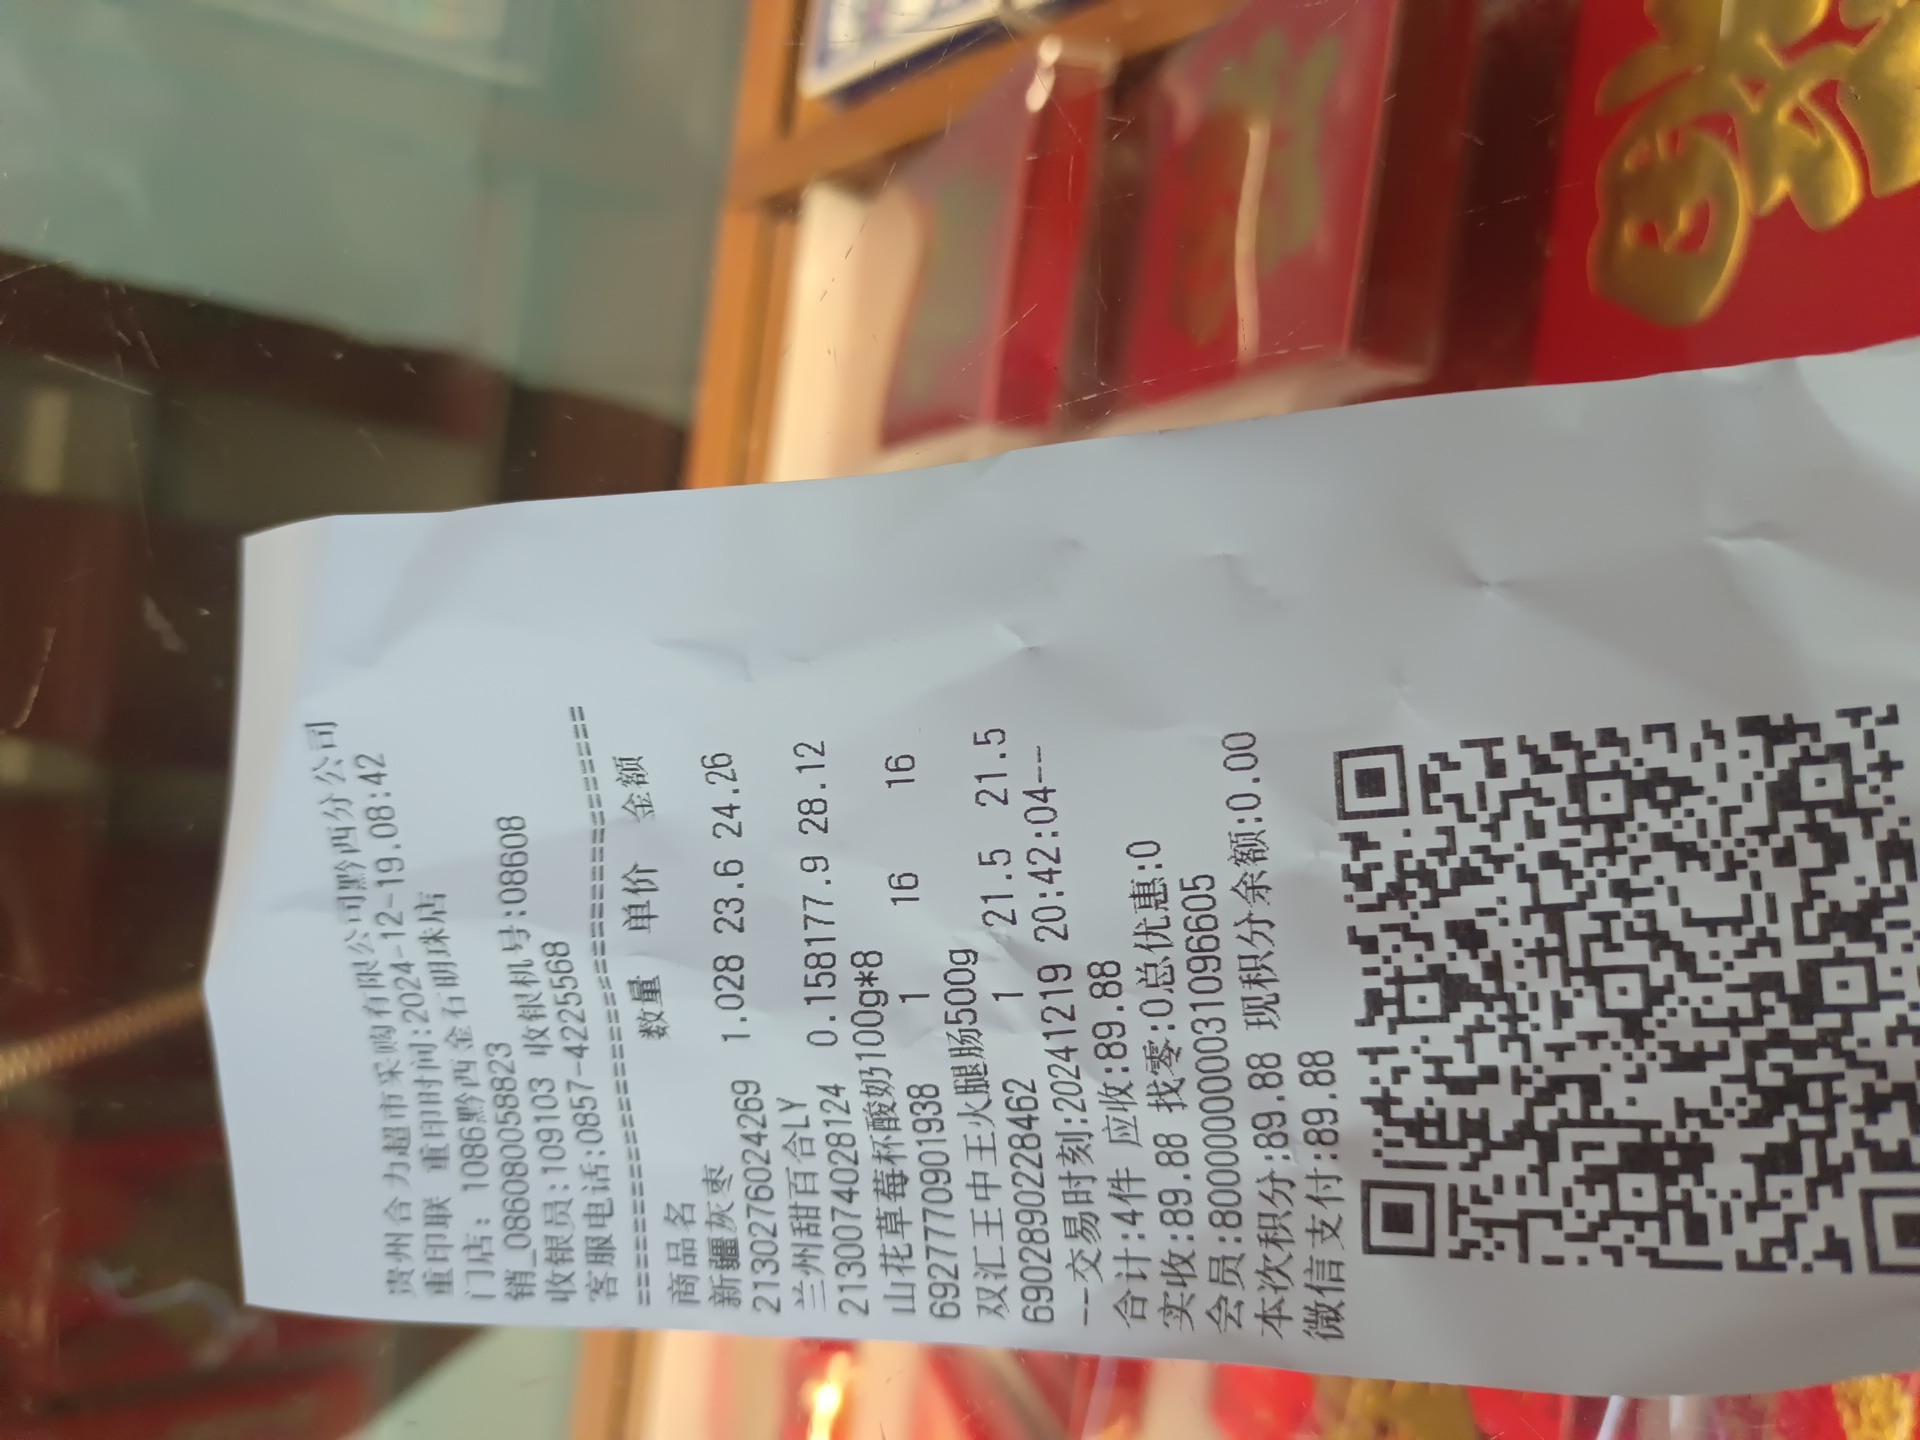 贵州合力超市采购有限公司黔西分公司
重印联 重印时间:2024-12-19.08:42
门店: 1086黔西金石明珠店
销_086080058823
收银员:109103 收银机号:08608
客服电话:0857-4225568
================================
商品名 数量 单价 金额
新疆灰枣
2130276024269 1.028 23.6 24.26
兰州甜百合LY
2130074028124 0.158177.9 28.12
山花草莓杯酸奶100g*8
6927770901938 1 16 16
双汇王中王火腿肠500g
6902890228462 1 21.5 21.5
--交易时刻:20241219 20:42:04--
合计:4件 应收:89.88
实收:89.88 找零:0总优惠:0
会员:8000000003109­6605
本次积分:89.88 现积分余额:0.00
微信支付:89.88